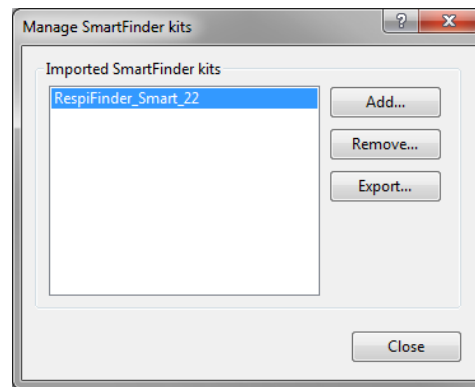 Manage SmartFinder kits
?
X
Imported SmartFinder kits
RespiFinder_Smart_22
Add...
Remove...
Export...
Close